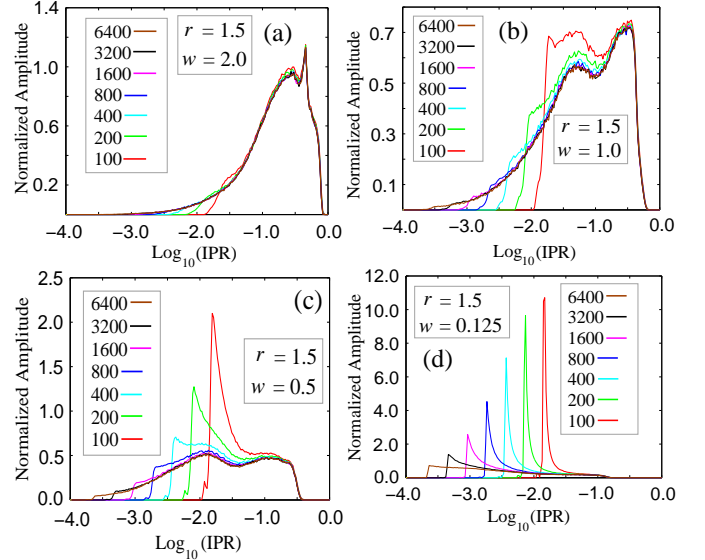 Normalized Amplitude
1.4
1.0
0.6
0.2
6400
3200
1600
800
400
200
100
r = 1.5
w = 2.0
(a)
−4.0 −3.0 −2.0 −1.0 0.0
Log10(IPR)
Normalized Amplitude
0.7
0.5
0.3
0.1
6400
3200
1600
800
400
200
100
(b)
r = 1.5
w = 1.0
−4.0 −3.0 −2.0 −1.0 0.0
Log10(IPR)
Normalized Amplitude
2.5
2.0
1.5
1.0
0.5
0.0
6400
3200
1600
800
400
200
100
(c)
r = 1.5
w = 0.5
−4.0 −3.0 −2.0 −1.0 0.0
Log10(IPR)
Normalized Amplitude
12.0
10.0
8.0
6.0
4.0
2.0
0.0
r = 1.5
w = 0.125
(d)
6400
3200
1600
800
400
200
100
−4.0 −3.0 −2.0 −1.0 0.0
Log10(IPR)